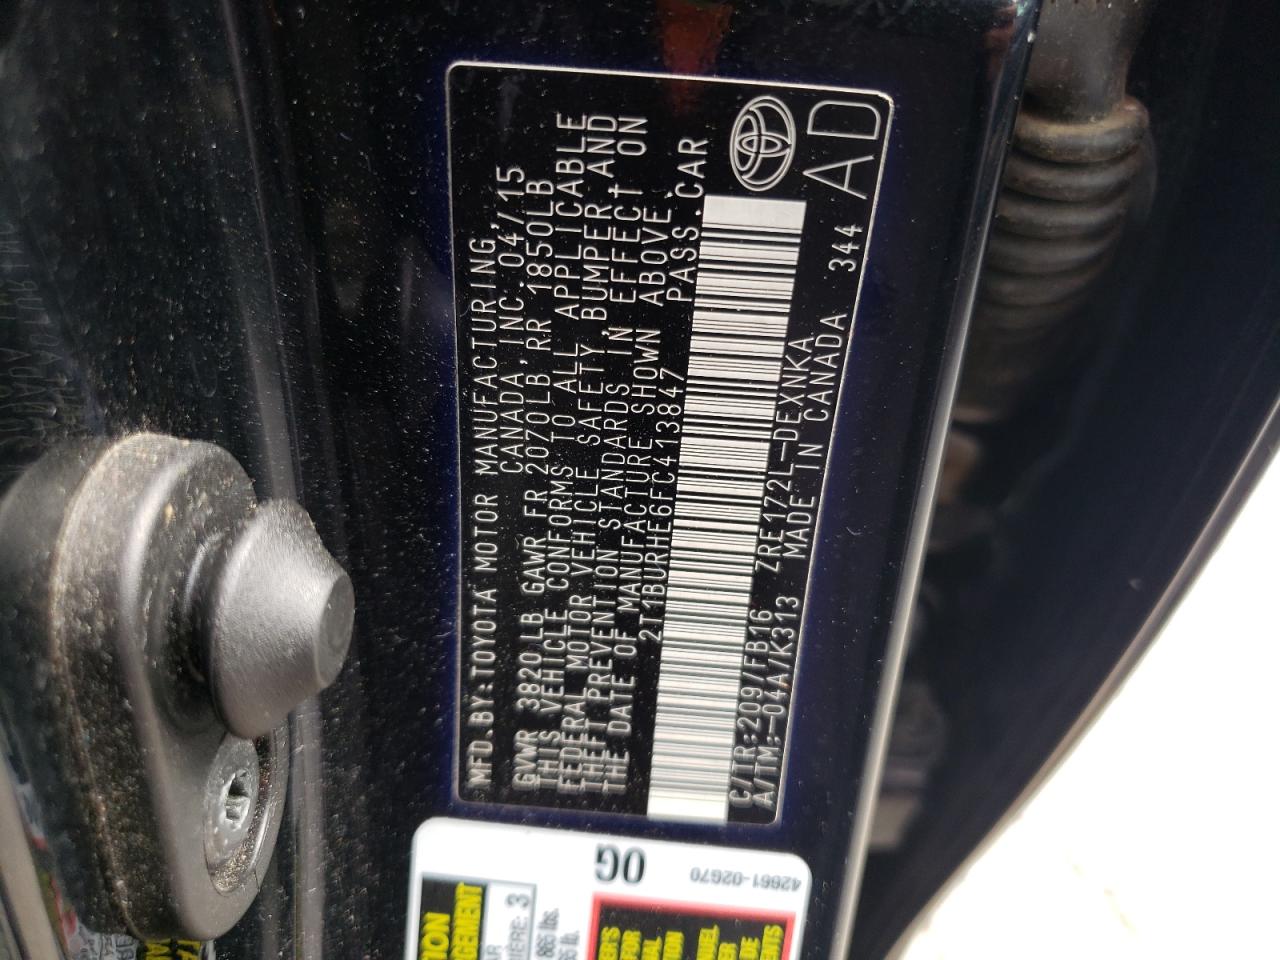 MFD.BY:TOYOTA MOTOR MANUFACTURING,
CANADA,INC.04/15
GVWR 3820LB GAWR FR 2070LB RR 1850LB
THIS VEHICLE CONFORMS TO ALL APPLICABLE
FEDERAL MOTOR VEHICLE SAFETY,BUMPER,AND
THEFT PREVENTION STANDARDS IN EFFECT ON
THE DATE OF MANUFACTURE SHOWN ABOVE.
2T1BURHE6FC413847 PASS.CAR
C/TR:209/FB16 ZRE172L-DEXNKA
A/TM:-04A/K313 MADE IN CANADA 344
AD
0G
42661-02G70
3
865 lbs.